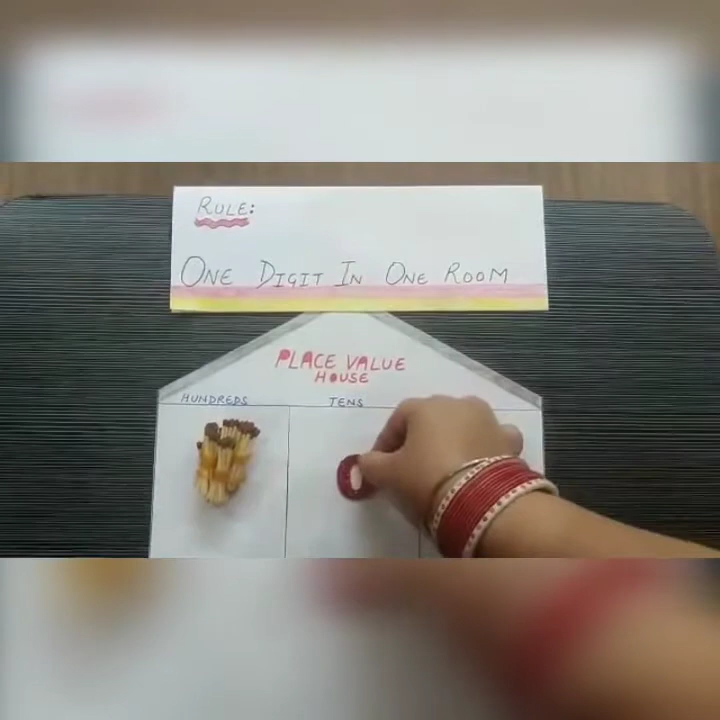 RULE:
ONE DIGIT IN ONE ROOM
PLACE VALUE
HOUSE
HUNDREDS TENS